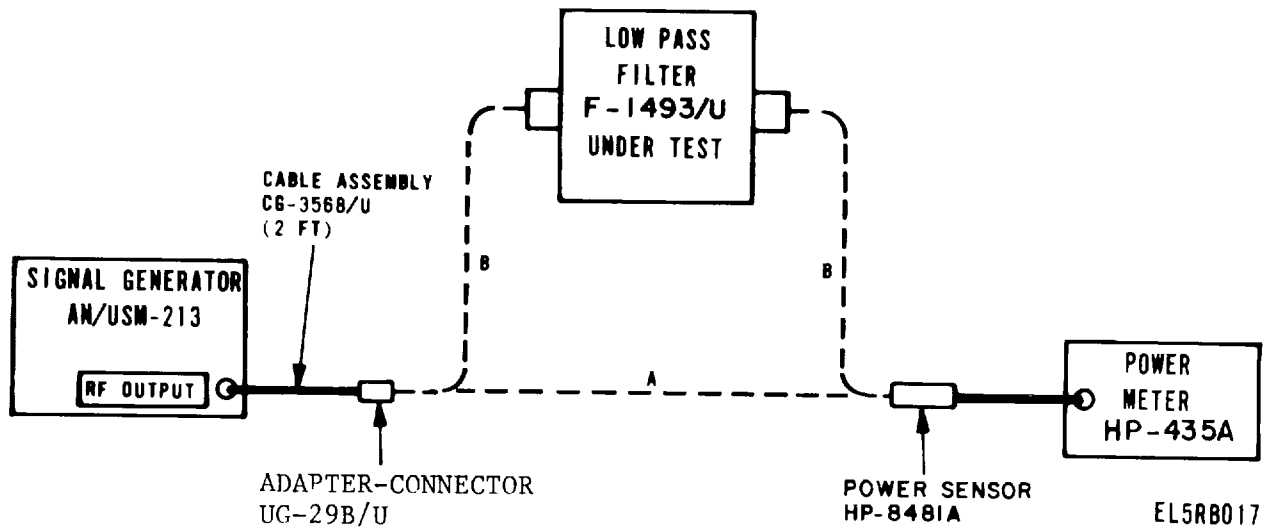 LOW PASS
FILTER
F-1493/U
UNDER TEST
CABLE ASSEMBLY
CG-3568/U
(2 FT)
B
B
SIGNAL GENERATOR
AN/USM-213
RF OUTPUT
A
POWER
METER
HP-435A
ADAPTER-CONNECTOR
UG-29B/U
POWER SENSOR
HP-8481A
EL5RB017